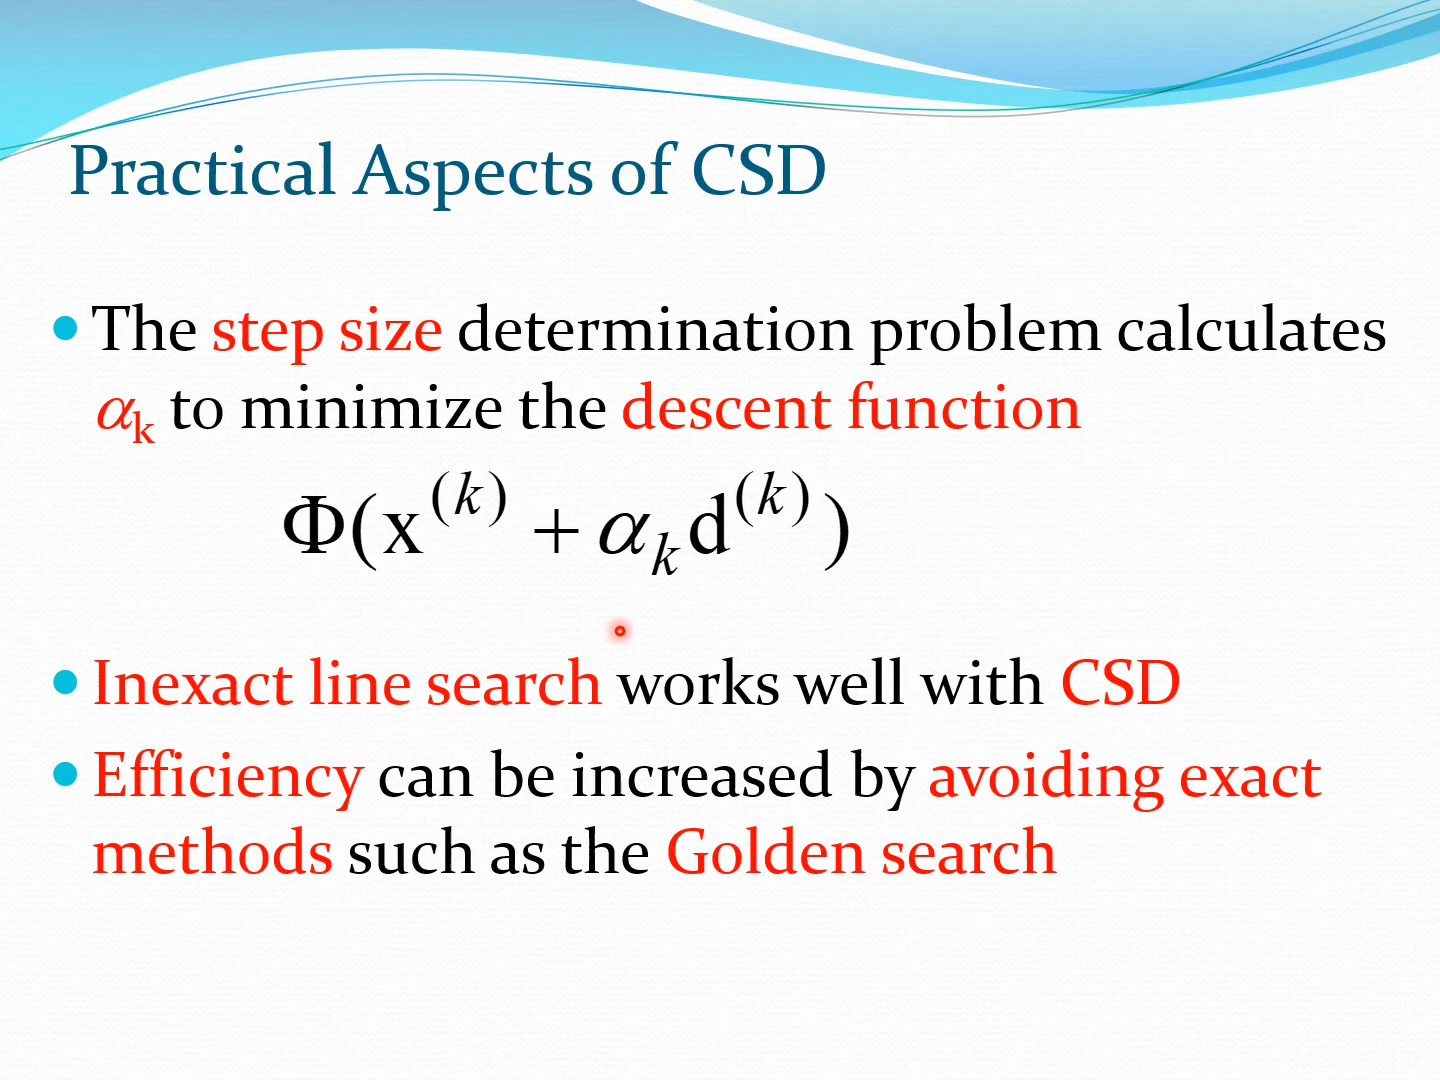 Practical Aspects of CSD
• The step size determination problem calculates
αk to minimize the descent function
Φ(x^(k) + α_k d^(k))
• Inexact line search works well with CSD
• Efficiency can be increased by avoiding exact
methods such as the Golden search